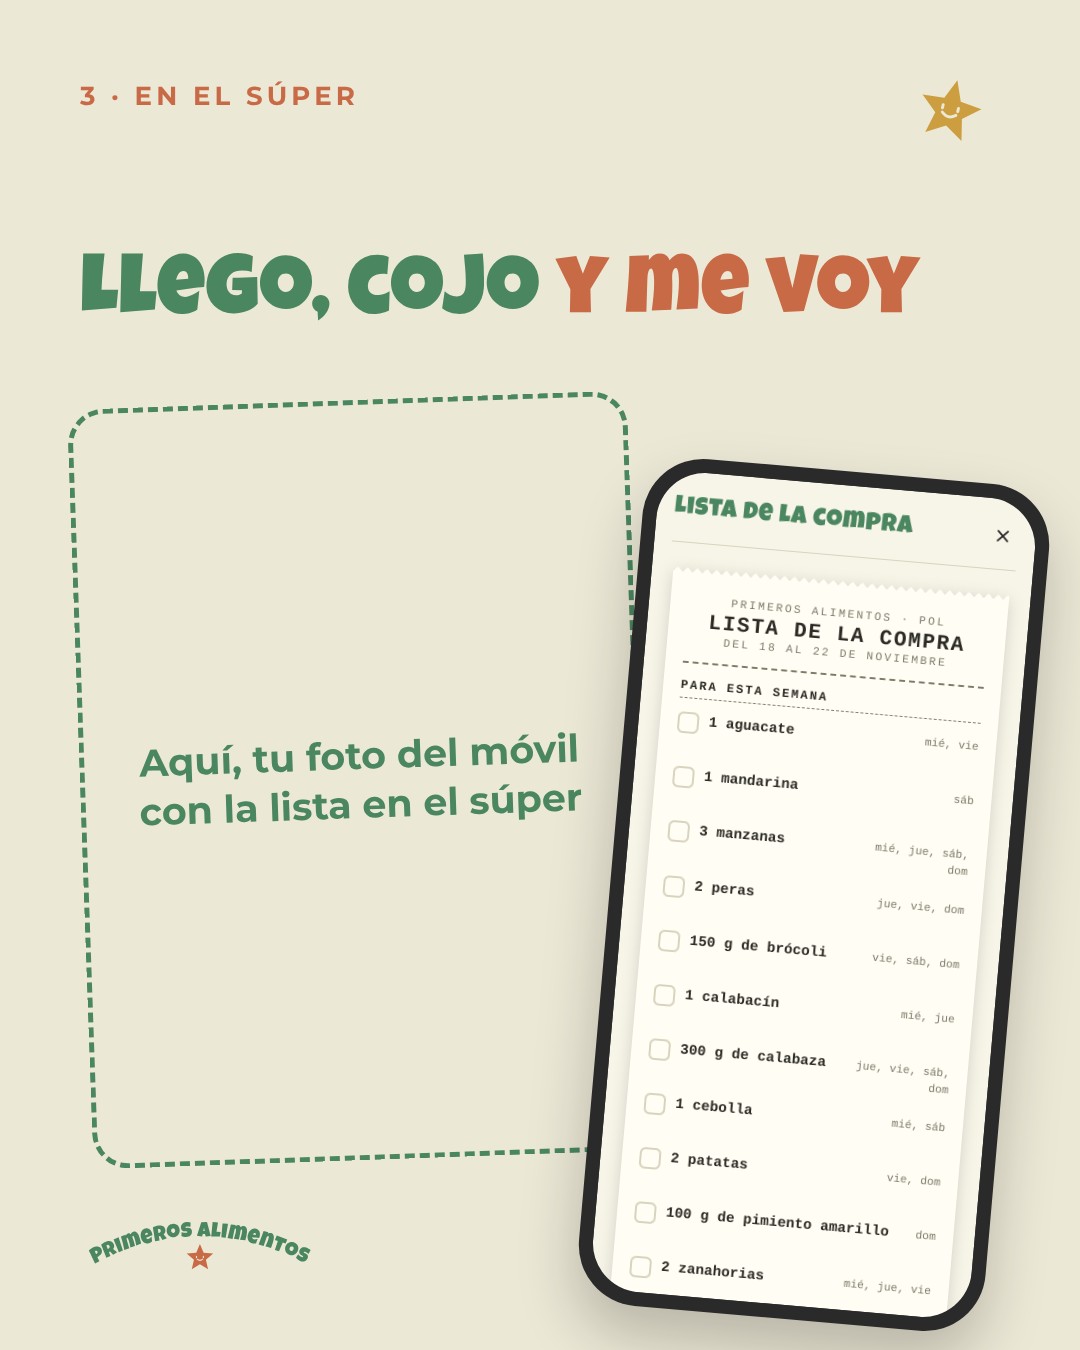 3 · EN EL SÚPER
LLEGO, COJO Y ME VOY
Aquí, tu foto del móvil
con la lista en el súper
LISTA DE LA COMPRA
×
PRIMEROS ALIMENTOS · POL
LISTA DE LA COMPRA
DEL 18 AL 22 DE NOVIEMBRE
PARA ESTA SEMANA
1 aguacate mié, vie
1 mandarina sáb
3 manzanas mié, jue, sáb,
dom
2 peras jue, vie, dom
150 g de brócoli vie, sáb, dom
1 calabacín mié, jue
300 g de calabaza jue, vie, sáb,
dom
1 cebolla mié, sáb
2 patatas vie, dom
100 g de pimiento amarillo dom
2 zanahorias mié, jue, vie
PRIMEROS ALIMENTOS